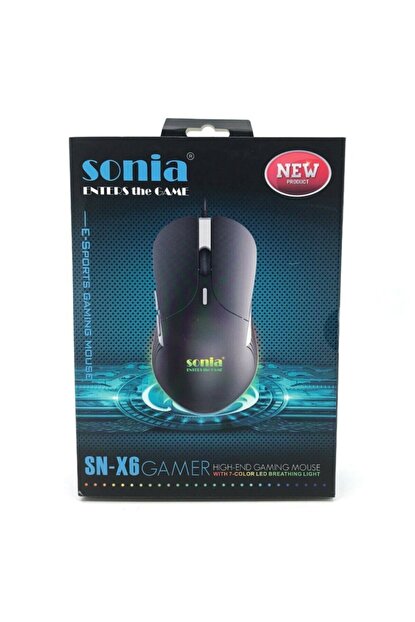 sonia®
ENTERS the GAME
NEW
PRODUCT
E-SPORTS GAMING MOUSE
sonia
ENTERS the GAME
SN-X6 GAMER HIGH-END GAMING MOUSE
WITH 7-COLOR LED BREATHING LIGHT